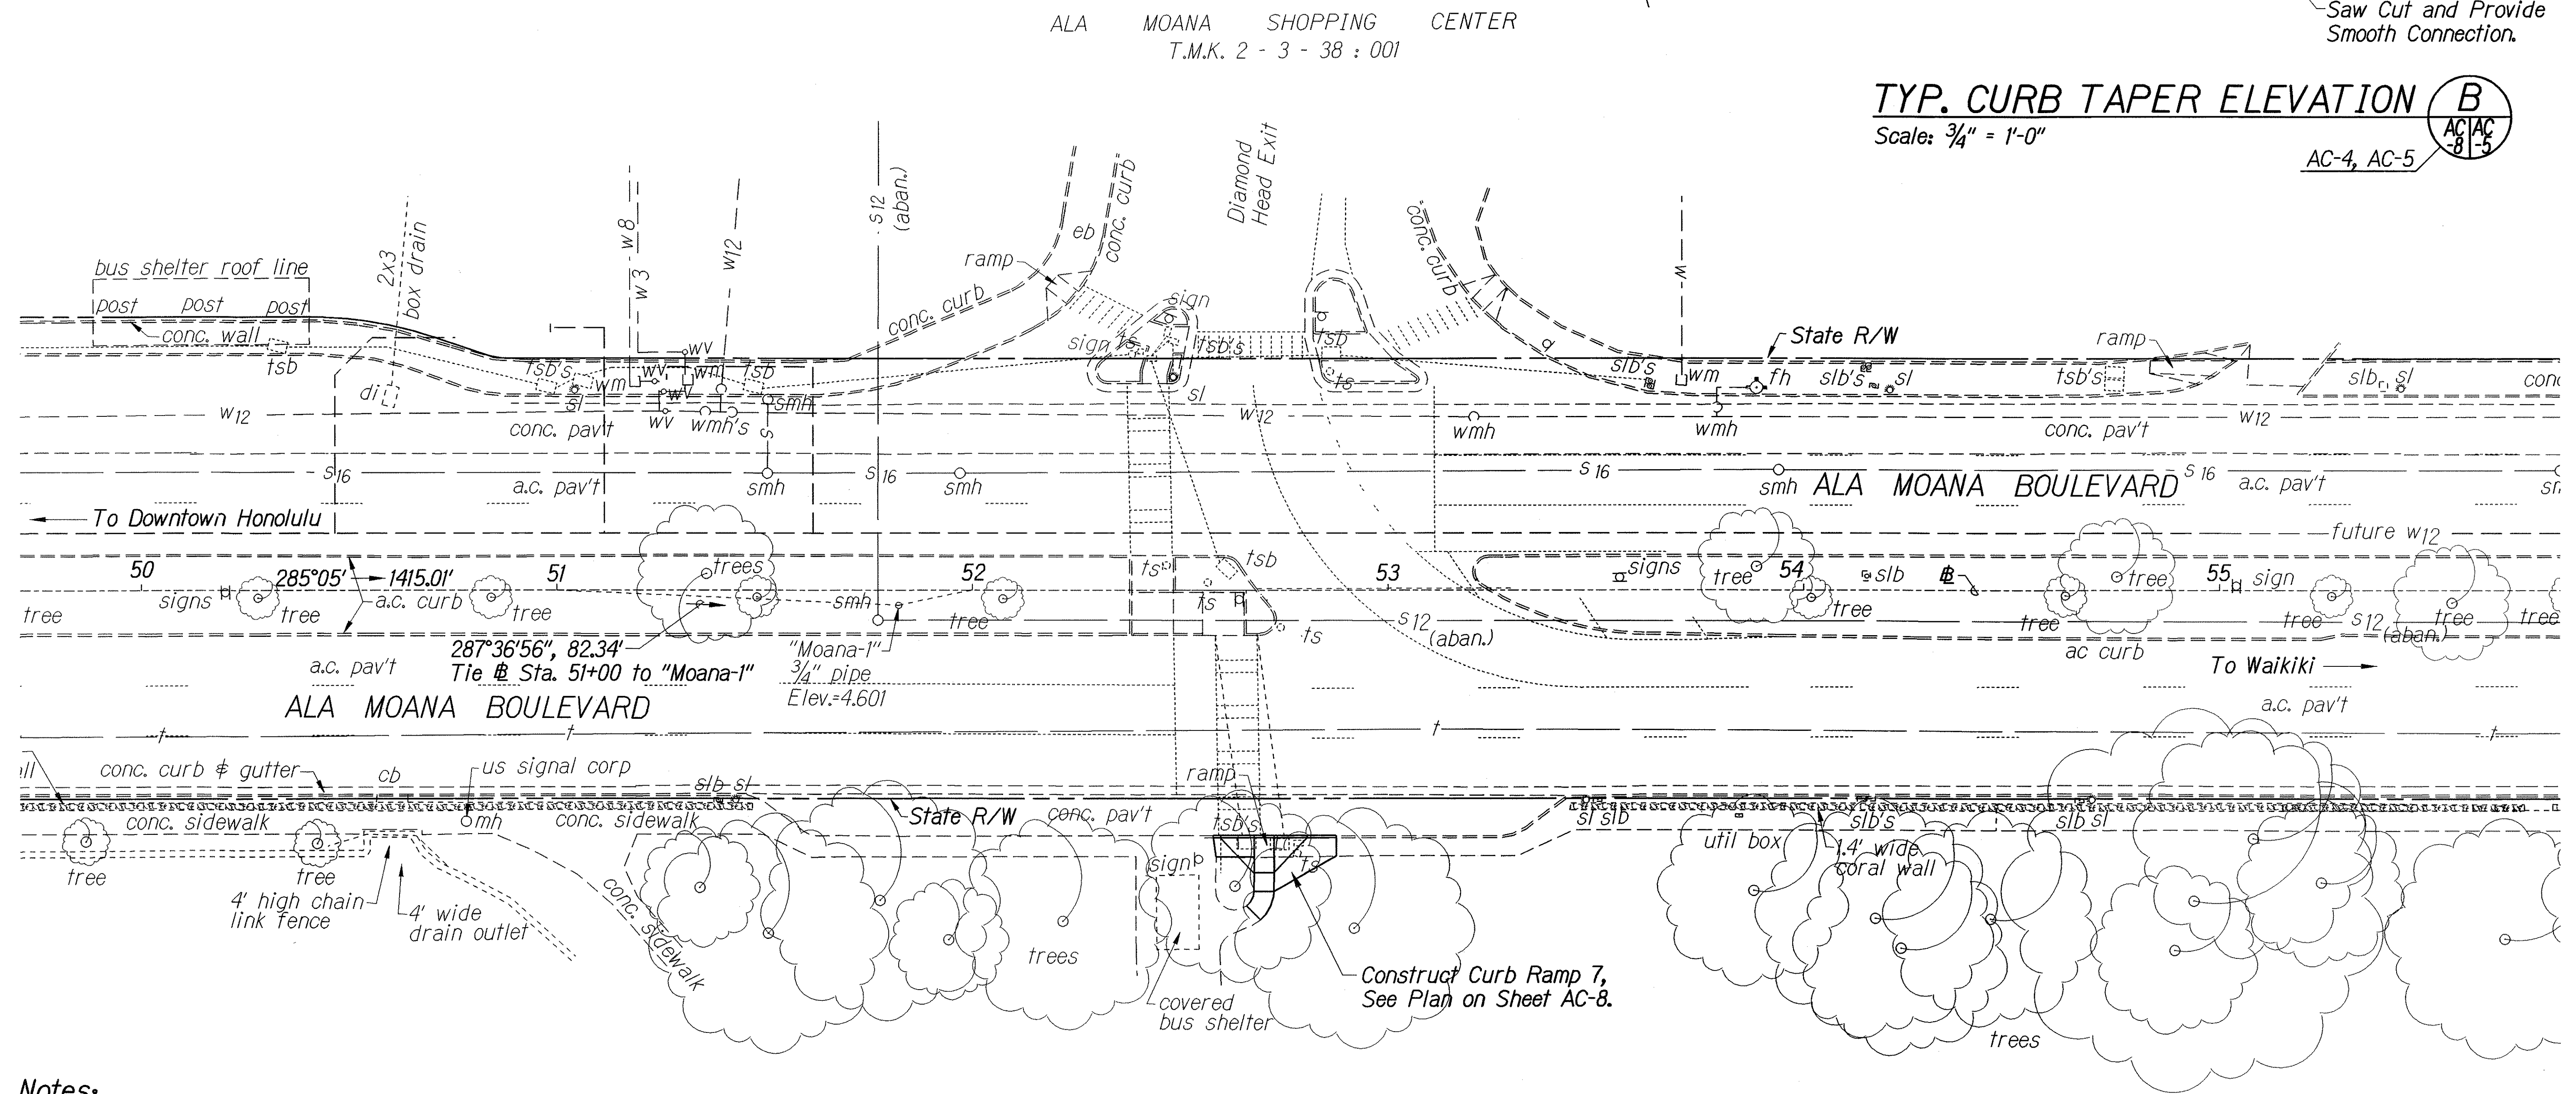 ALA MOANA SHOPPING CENTER
T.M.K. 2 - 3 - 38 : 001
Saw Cut and Provide
Smooth Connection.
TYP. CURB TAPER ELEVATION
Scale: 3/4" = 1'-0"
B
AC -8 AC -5
AC-4, AC-5
bus shelter roof line
post post post
conc. wall
tsb
2x3
box drain
di
w 8
w 3
w12
S 12
(aban.)
conc. curb
ramp
eb
conc. curb
Diamond
Head Exit
conc. curb
sign
sign ts
tsb's
tsb
ts
sl
g
w
State R/W
ramp
slb's
wm
fh
slb's
sl
tsb's
slb
sl
conc
tsb's
sl
wm
wv
wv
wm
wv
wv
tsb
smh
wmh's
w12
conc. pav't
s
w12
wmh
wmh
conc. pav't
w12
S 16
a.c. pav't
smh
S 16
smh
S 16
smh
ALA MOANA BOULEVARD
S 16
a.c. pav't
To Downtown Honolulu
future w12
50
285°05'
1415.01'
51
trees
52
ts
tsb
53
signs
tree
54
slb
BL
tree
55
sign
signs
tree
a.c. curb
tree
smh
tree
ts
ts
S 12
(aban.)
tree
tree
tree
S 12
(aban.)
tree
tree
287°36'56", 82.34'
Tie BL Sta. 51+00 to "Moana-1"
"Moana-1"
3/4" pipe
Elev.=4.601
a.c. pav't
ac curb
To Waikiki
ALA MOANA BOULEVARD
a.c. pav't
t
t
t
t
conc. curb & gutter
cb
us signal corp
slb sl
ramp
conc. sidewalk
mh
conc. sidewalk
State R/W
conc. pav't
tsb's
sl slb
slb's
slb sl
sign
ts
util box
1.4' wide
coral wall
tree
tree
4' high chain
link fence
4' wide
drain outlet
conc. sidewalk
trees
covered
bus shelter
Construct Curb Ramp 7,
See Plan on Sheet AC-8.
trees
Notes: